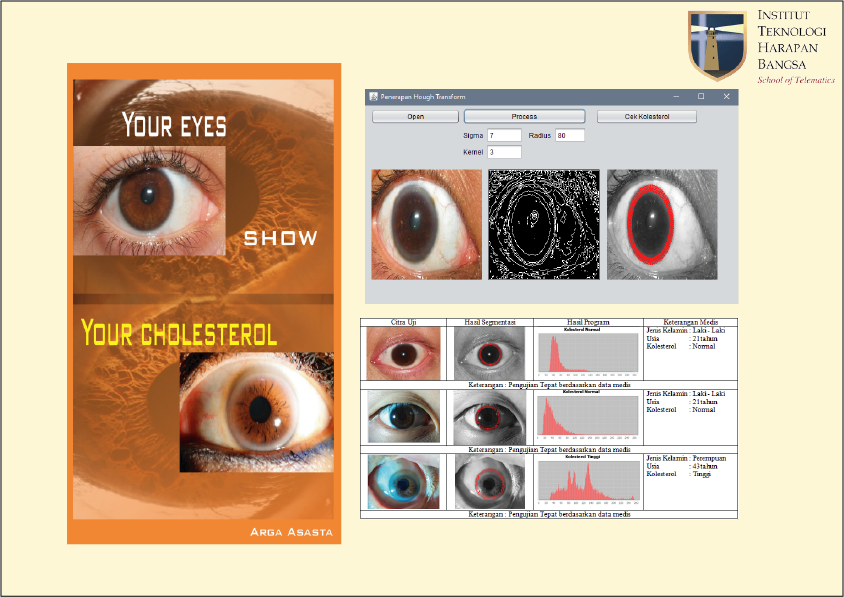 INSTITUT
TEKNOLOGI
HARAPAN
BANGSA
School of Telematics
YOUR EYES
SHOW
YOUR CHOLESTEROL
ARGA ASASTA
Penerapan Hough Transform
Open Process Cek Kolesterol
Sigma 7 Radius 80
Kernel 3
Citra Uji Hasil Segmentasi Hasil Program Keterangan Medis
Kolesterol Normal
Jenis Kelamin : Laki - Laki
Usia : 21tahun
Kolesterol : Normal
Keterangan : Pengujian Tepat berdasarkan data medis
Kolesterol Normal
Jenis Kelamin : Laki - Laki
Usia : 21tahun
Kolesterol : Normal
Keterangan : Pengujian Tepat berdasarkan data medis
Kolesterol Tinggi
Jenis Kelamin : Perempuan
Usia : 43tahun
Kolesterol : Tinggi
Keterangan : Pengujian Tepat berdasarkan data medis